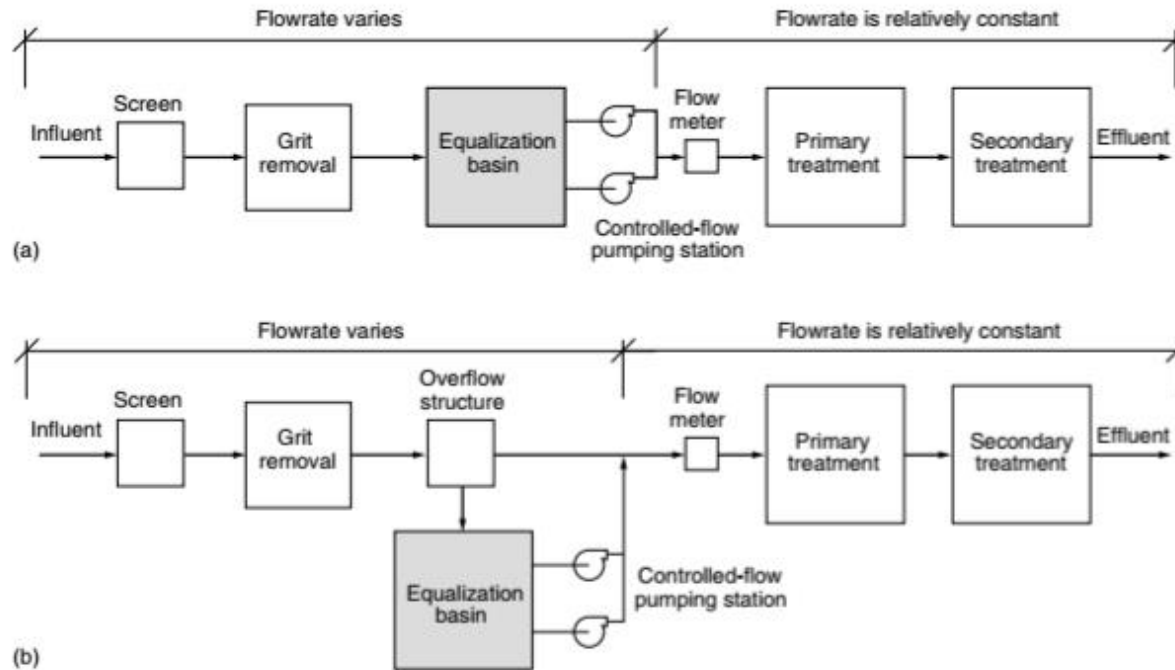 Flowrate varies
Flowrate is relatively constant
Screen
Influent
Grit
removal
Equalization
basin
Flow
meter
Primary
treatment
Secondary
treatment
Effluent
Controlled-flow
pumping station
(a)
Flowrate varies
Flowrate is relatively constant
Overflow
structure
Screen
Influent
Grit
removal
Flow
meter
Primary
treatment
Secondary
treatment
Effluent
Equalization
basin
Controlled-flow
pumping station
(b)